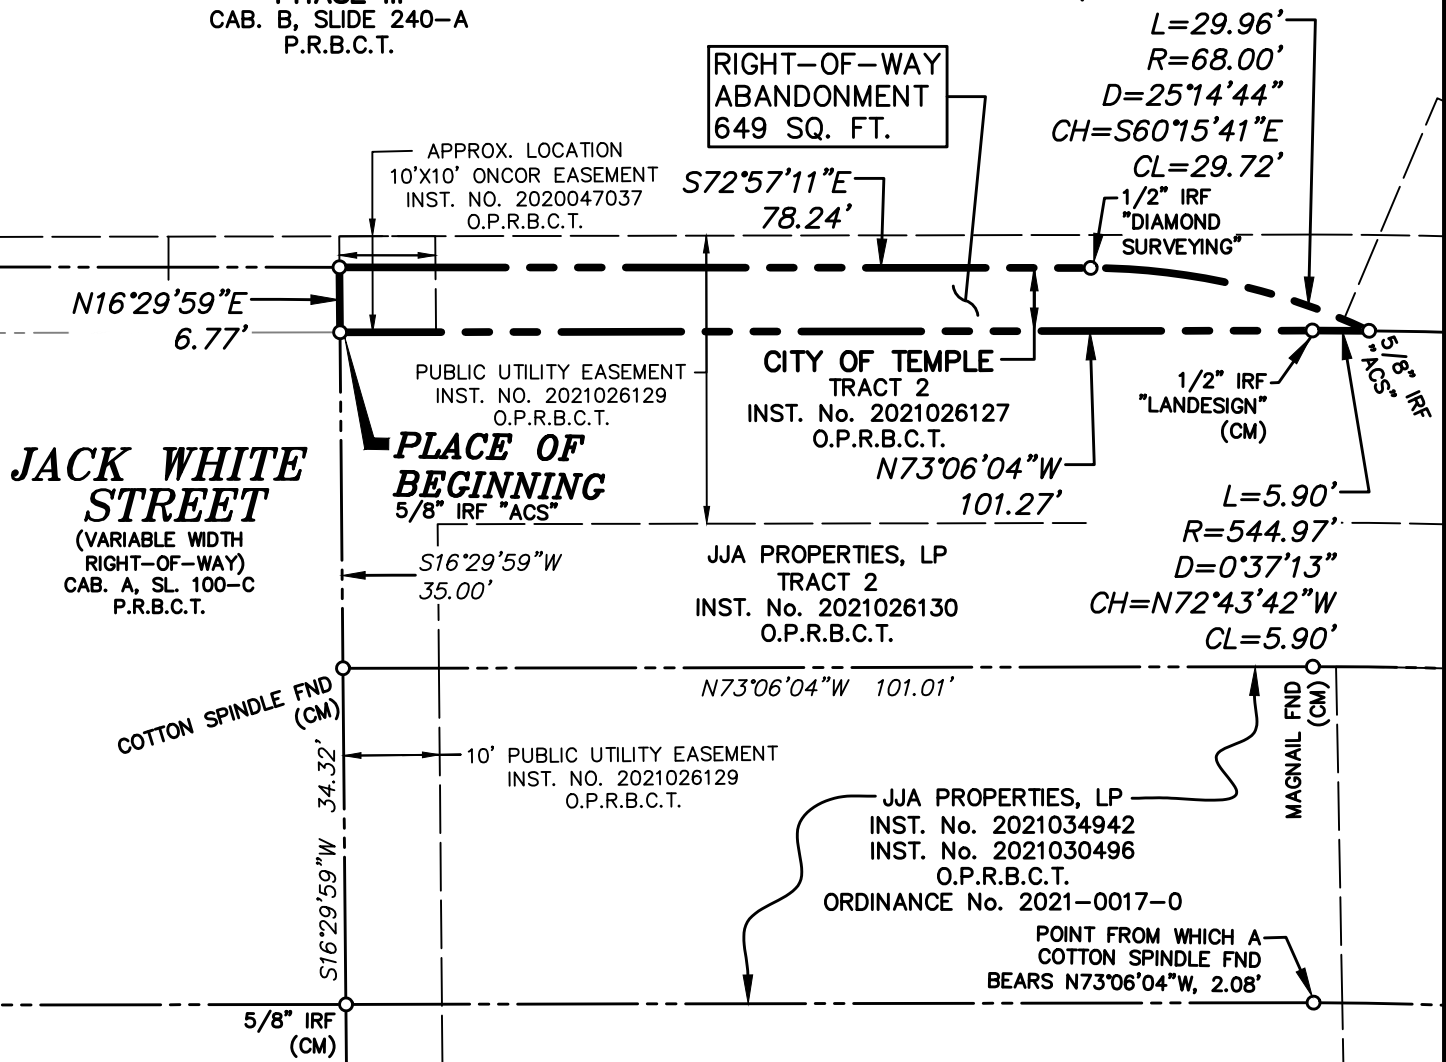 CAB. B, SLIDE 240-A
P.R.B.C.T.
RIGHT-OF-WAY
ABANDONMENT
649 SQ. FT.
L=29.96'
R=68.00'
D=25°14'44"
CH=S60°15'41"E
CL=29.72'
APPROX. LOCATION
10'X10' ONCOR EASEMENT
INST. NO. 2020047037
O.P.R.B.C.T.
S72°57'11"E
78.24'
1/2" IRF
"DIAMOND
SURVEYING"
N16°29'59"E
6.77'
PUBLIC UTILITY EASEMENT
INST. NO. 2021026129
O.P.R.B.C.T.
CITY OF TEMPLE
TRACT 2
INST. No. 2021026127
O.P.R.B.C.T.
N73°06'04"W
101.27'
1/2" IRF
"LANDESIGN"
(CM)
5/8" IRF
"ACS"
JACK WHITE
STREET
(VARIABLE WIDTH
RIGHT-OF-WAY)
CAB. A, SL. 100-C
P.R.B.C.T.
PLACE OF
BEGINNING
5/8" IRF "ACS"
S16°29'59"W
35.00'
JJA PROPERTIES, LP
TRACT 2
INST. No. 2021026130
O.P.R.B.C.T.
L=5.90'
R=544.97'
D=0°37'13"
CH=N72°43'42"W
CL=5.90'
COTTON SPINDLE FND
(CM)
N73°06'04"W 101.01'
MAGNAIL FND
(CM)
S16°29'59"W 34.32'
10' PUBLIC UTILITY EASEMENT
INST. NO. 2021026129
O.P.R.B.C.T.
JJA PROPERTIES, LP
INST. No. 2021034942
INST. No. 2021030496
O.P.R.B.C.T.
ORDINANCE No. 2021-0017-0
POINT FROM WHICH A
COTTON SPINDLE FND
BEARS N73°06'04"W, 2.08'
5/8" IRF
(CM)